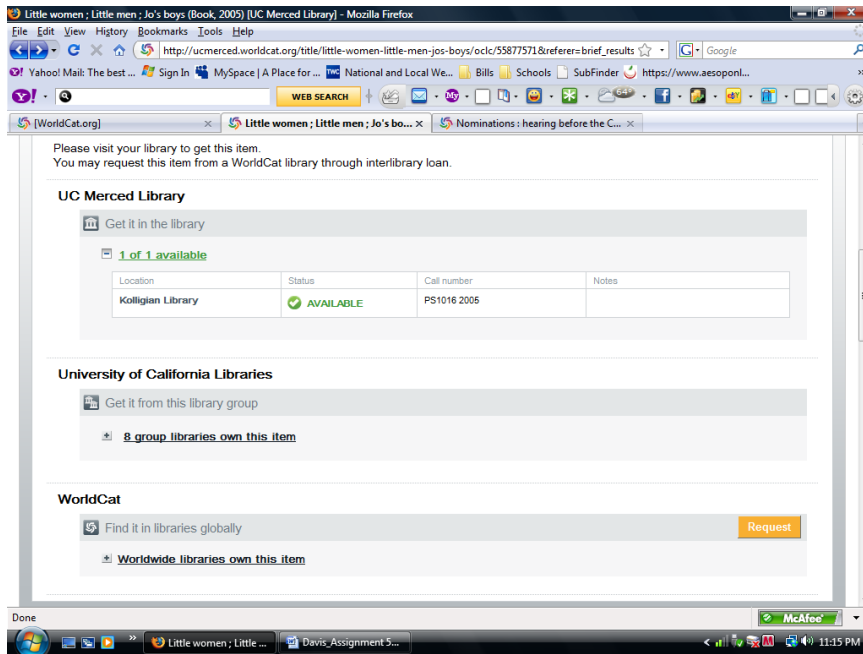 Little women ; Little men ; Jo's boys (Book, 2005) [UC Merced Library] - Mozilla Firefox
File Edit View History Bookmarks Tools Help
http://ucmerced.worldcat.org/title/little-women-little-men-jos-boys/oclc/55877571&referer=brief_results
G Google
Yahoo! Mail: The best ... Sign In MySpace | A Place for ... TWC National and Local We... Bills Schools SubFinder https://www.aesoponl...
Y! WEB SEARCH My 64° f
[WorldCat.org] Little women ; Little men ; Jo's bo... Nominations : hearing before the C...
Please visit your library to get this item.
You may request this item from a WorldCat library through interlibrary loan.
UC Merced Library
Get it in the library
1 of 1 available
Location Status Call number Notes
Kolligian Library AVAILABLE PS1016 2005
University of California Libraries
Get it from this library group
8 group libraries own this item
WorldCat
Find it in libraries globally Request
Worldwide libraries own this item
Done McAfee
Little women ; Little ... Davis_Assignment 5... 11:15 PM